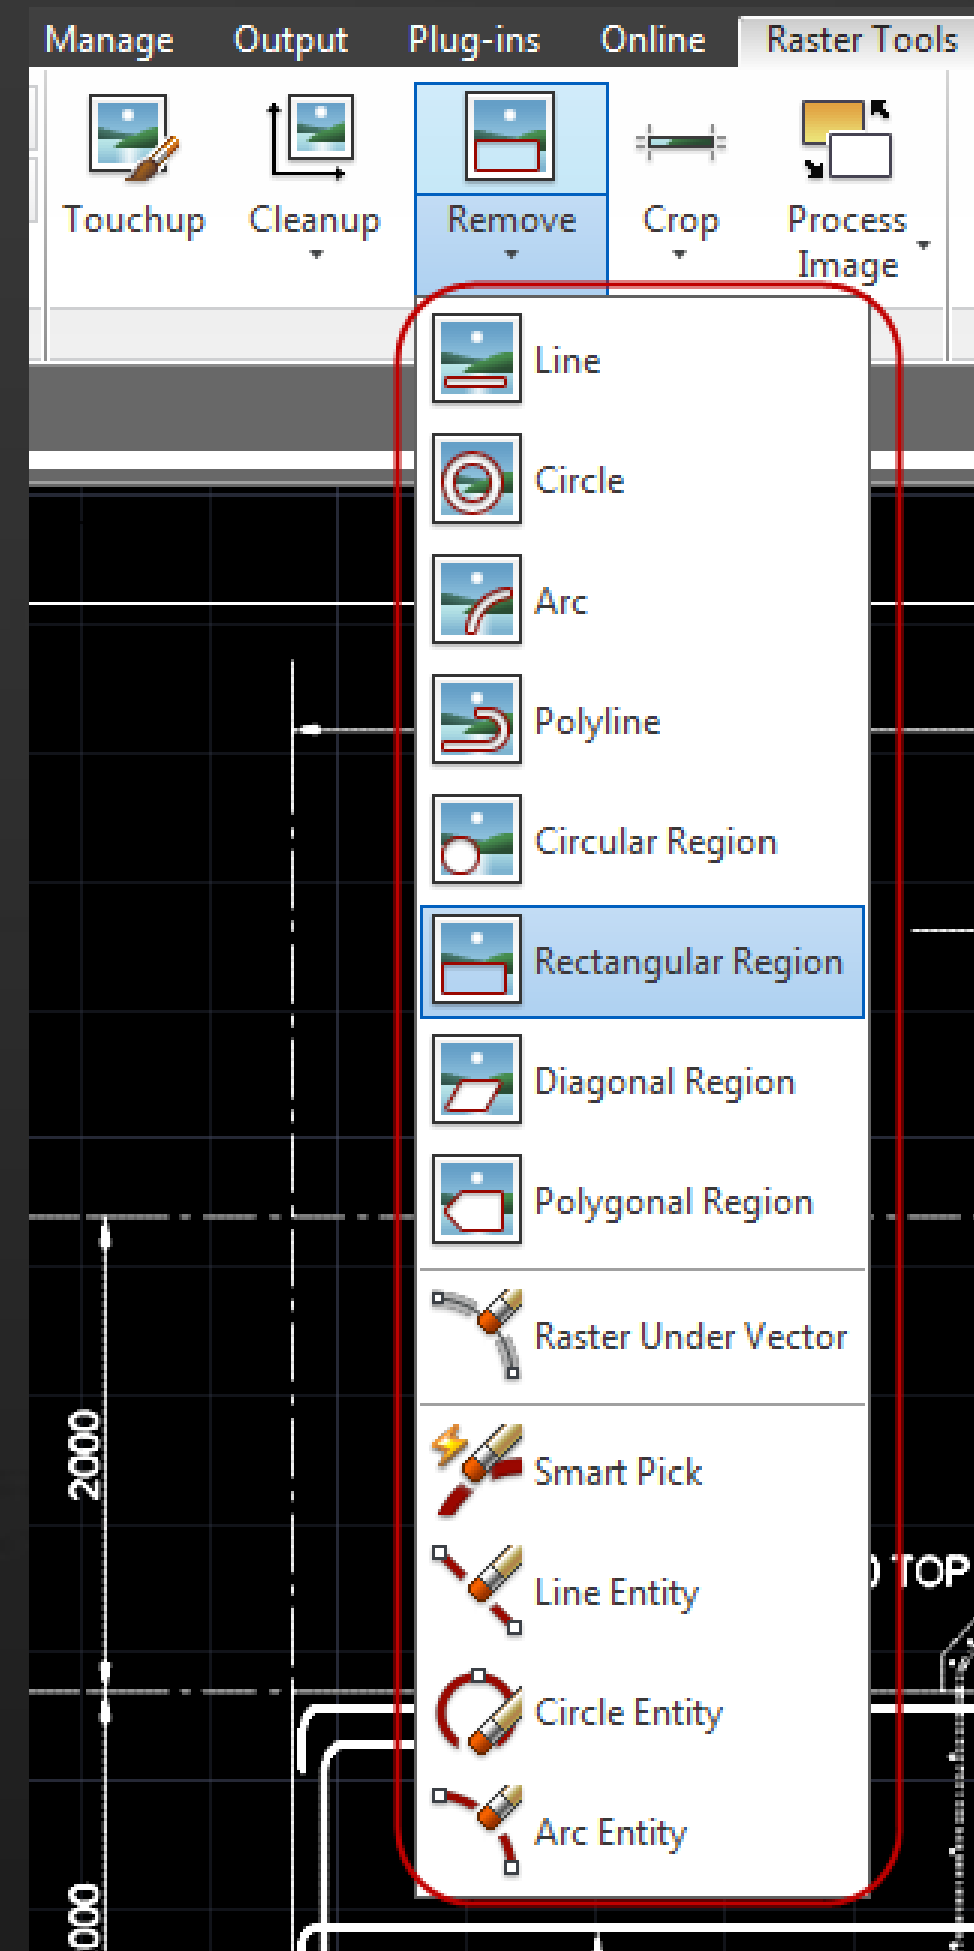 Manage Output Plug-ins Online Raster Tools
Touchup Cleanup Remove Crop Process Image
Line
Circle
Arc
Polyline
Circular Region
Rectangular Region
Diagonal Region
Polygonal Region
Raster Under Vector
Smart Pick
Line Entity
Circle Entity
Arc Entity
2000
TOP
000